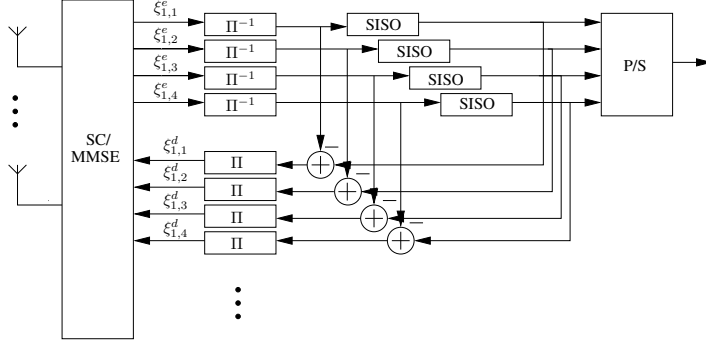 ξ^e_{1,1} Π⁻¹ SISO
ξ^e_{1,2} Π⁻¹ SISO
ξ^e_{1,3} Π⁻¹ SISO
ξ^e_{1,4} Π⁻¹ SISO
P/S
SC/
MMSE
ξ^d_{1,1} Π + −
ξ^d_{1,2} Π + −
ξ^d_{1,3} Π + −
ξ^d_{1,4} Π + −